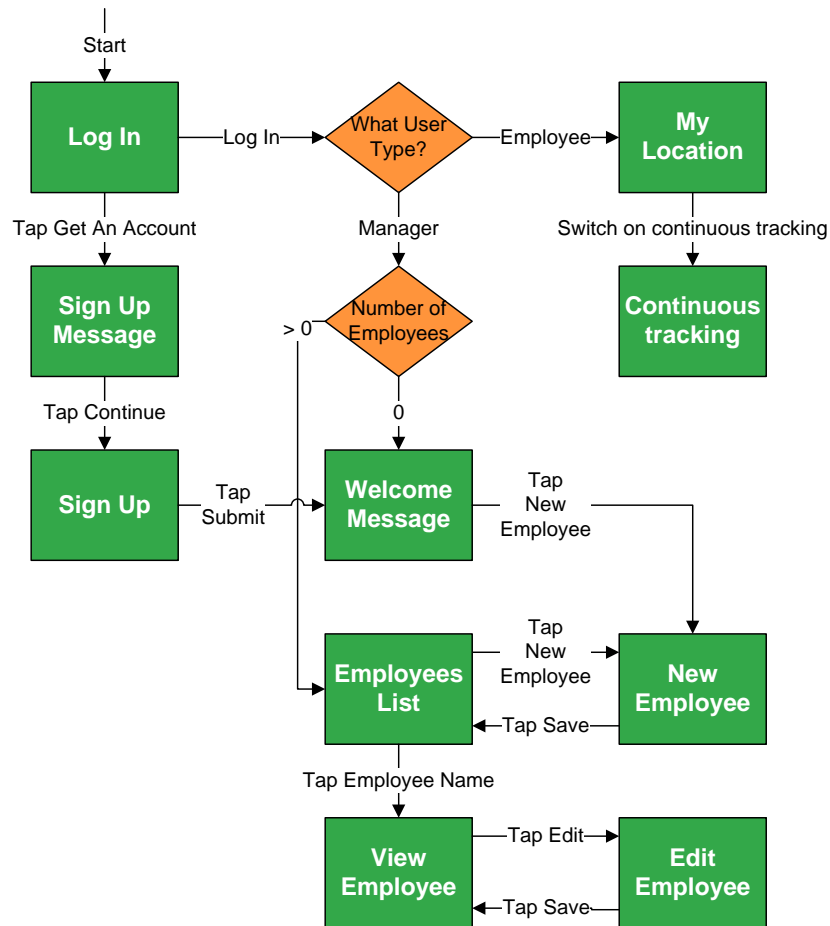 Start
Log In
Log In
What User
Type?
Employee
My
Location
Tap Get An Account
Manager
Switch on continuous tracking
Sign Up
Message
> 0
Number of
Employees
Continuous
tracking
Tap Continue
0
Sign Up
Tap
Submit
Welcome
Message
Tap
New
Employee
Employees
List
Tap
New
Employee
New
Employee
Tap Save
Tap Employee Name
View
Employee
Tap Edit
Edit
Employee
Tap Save